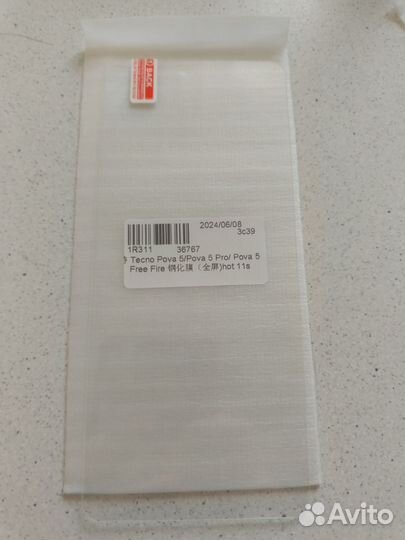 BACK
2024/06/08
3c39
1R311 36767
Tecno Pova 5/Pova 5 Pro/ Pova 5
Free Fire 钢化膜（全屏)hot 11s
Avito